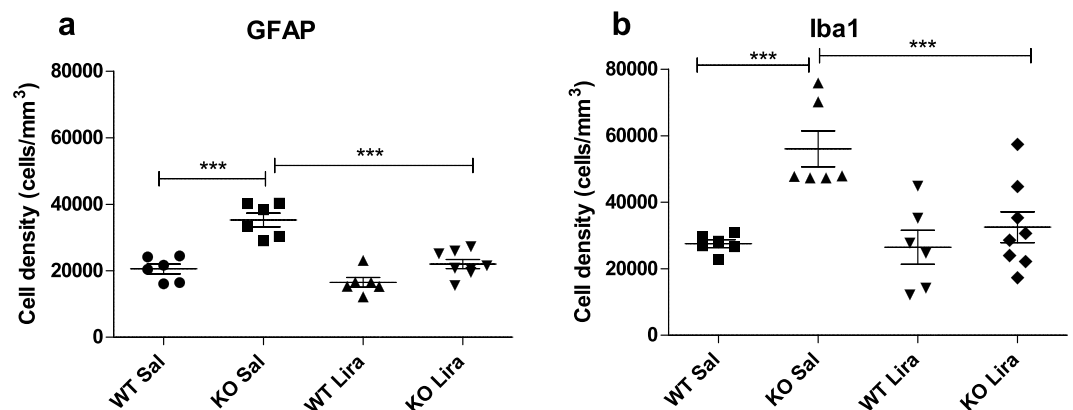 a
GFAP
Cell density (cells/mm³)
80000
60000
40000
20000
0
***
***
WT Sal
KO Sal
WT Lira
KO Lira
b
Iba1
Cell density (cells/mm³)
80000
60000
40000
20000
0
***
***
WT Sal
KO Sal
WT Lira
KO Lira